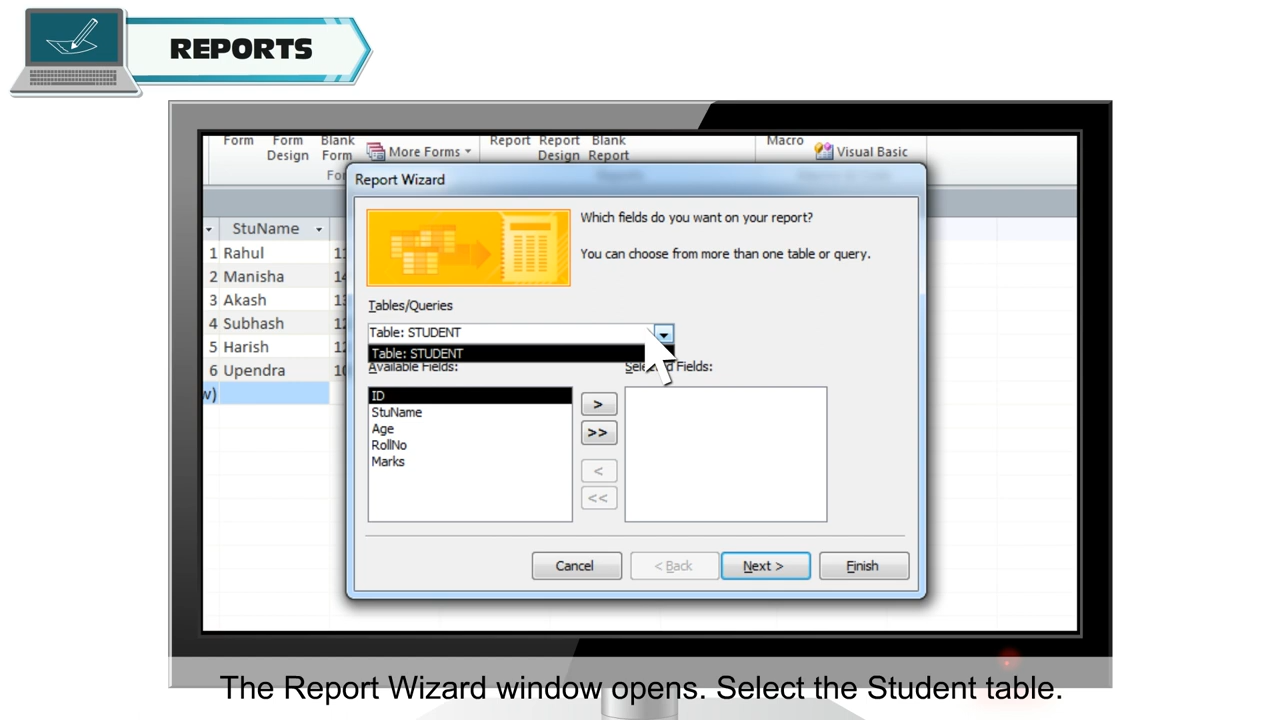 REPORTS
Form Form Design Blank Form More Forms Report Report Design Blank Report Macro Visual Basic
Report Wizard
Which fields do you want on your report?
You can choose from more than one table or query.
StuName
1 Rahul
2 Manisha
3 Akash
4 Subhash
5 Harish
6 Upendra
Tables/Queries
Table: STUDENT
Table: STUDENT
Available Fields:
ID
StuName
Age
RollNo
Marks
>
>>
<
<<
Cancel < Back Next > Finish
The Report Wizard window opens. Select the Student table.